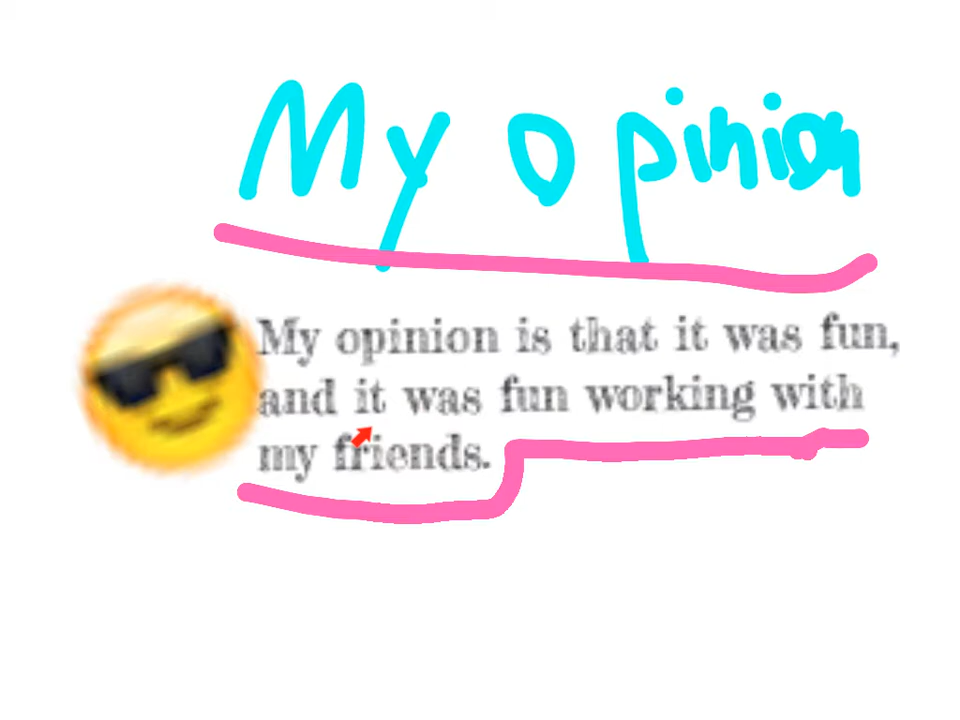 My opinion
My opinion is that it was fun,
and it was fun working with
my friends.